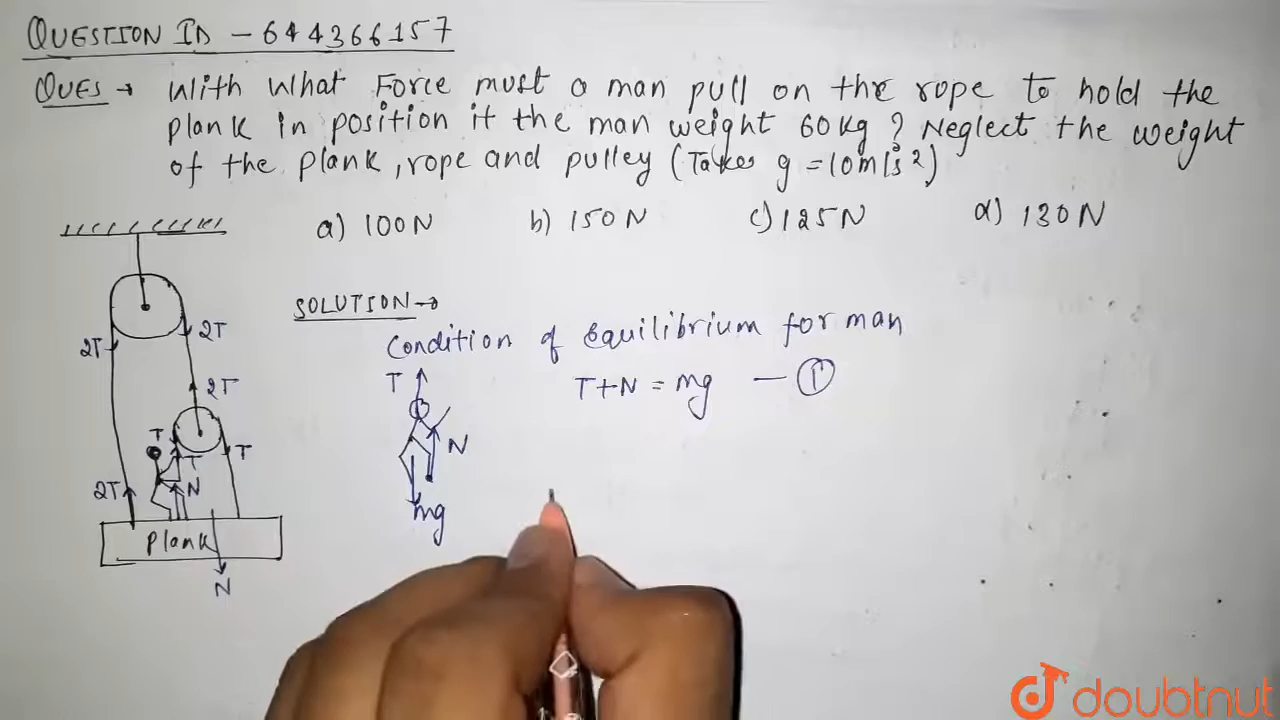 QUESTION ID - 644366157
QUES → With what Force must a man pull on the rope to hold the
plank in position it the man weight 60kg? Neglect the weight
of the plank, rope and pulley (Takes g = 10m/s²)
a) 100N b) 150N c) 125N d) 130N
SOLUTION →
Condition of Equilibrium for man
T+N = mg — ①
T
N
mg
2T 2T
2T
T T
T
2T N
plank
N
doubtnut